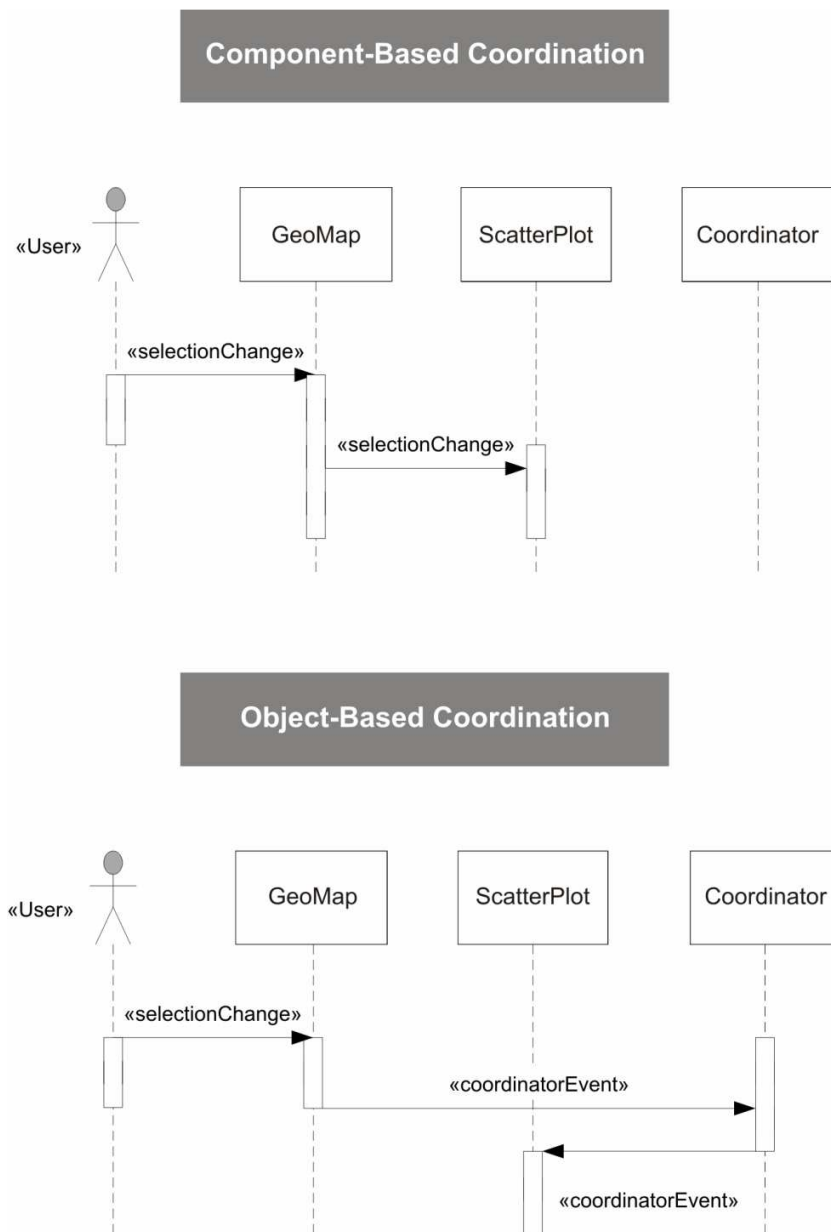 Component-Based Coordination
«User»
GeoMap
ScatterPlot
Coordinator
«selectionChange»
«selectionChange»
Object-Based Coordination
«User»
GeoMap
ScatterPlot
Coordinator
«selectionChange»
«coordinatorEvent»
«coordinatorEvent»